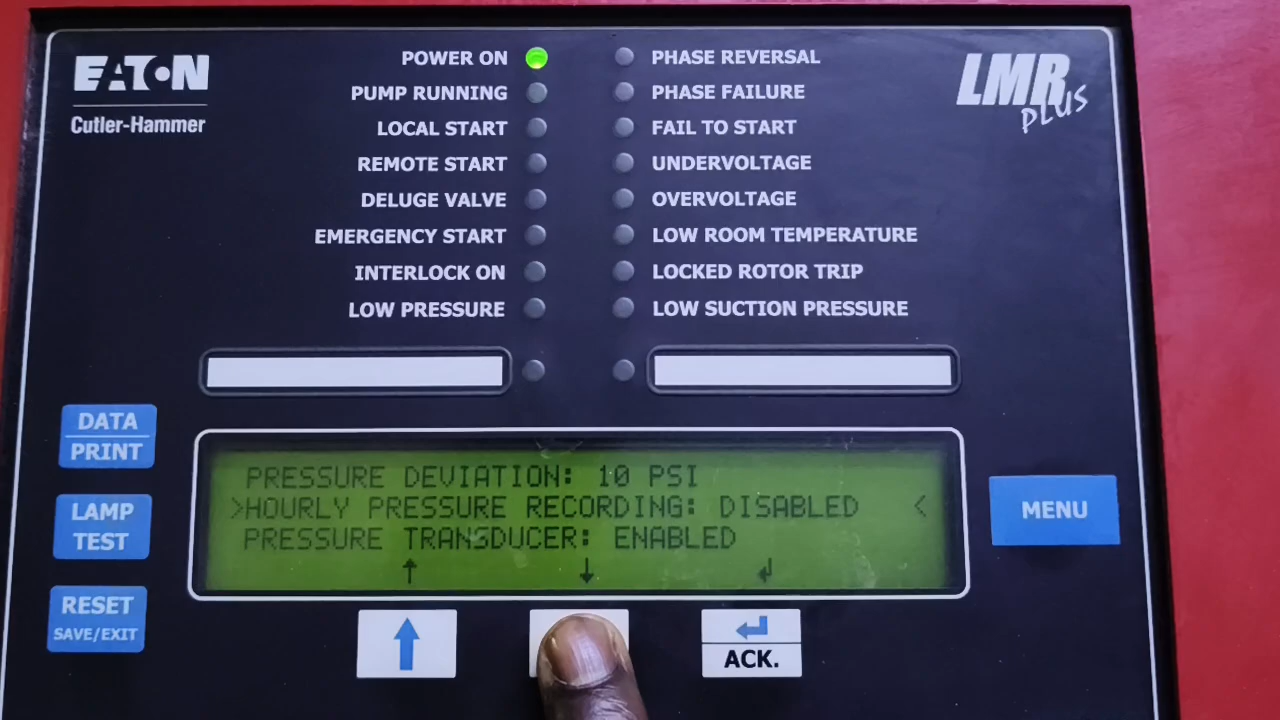 EATON
Cutler-Hammer
LMR
PLUS
POWER ON
PUMP RUNNING
LOCAL START
REMOTE START
DELUGE VALVE
EMERGENCY START
INTERLOCK ON
LOW PRESSURE
PHASE REVERSAL
PHASE FAILURE
FAIL TO START
UNDERVOLTAGE
OVERVOLTAGE
LOW ROOM TEMPERATURE
LOCKED ROTOR TRIP
LOW SUCTION PRESSURE
DATA
PRINT
LAMP
TEST
RESET
SAVE/EXIT
PRESSURE DEVIATION: 10 PSI
>HOURLY PRESSURE RECORDING: DISABLED <
PRESSURE TRANSDUCER: ENABLED
↑ ↓ ↵
MENU
↑
↵
ACK.